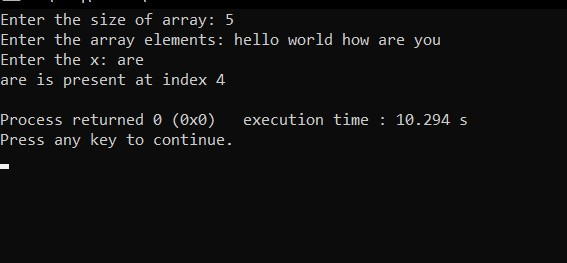 Enter the size of array: 5
Enter the array elements: hello world how are you
Enter the x: are
are is present at index 4
Process returned 0 (0x0)   execution time : 10.294 s
Press any key to continue.